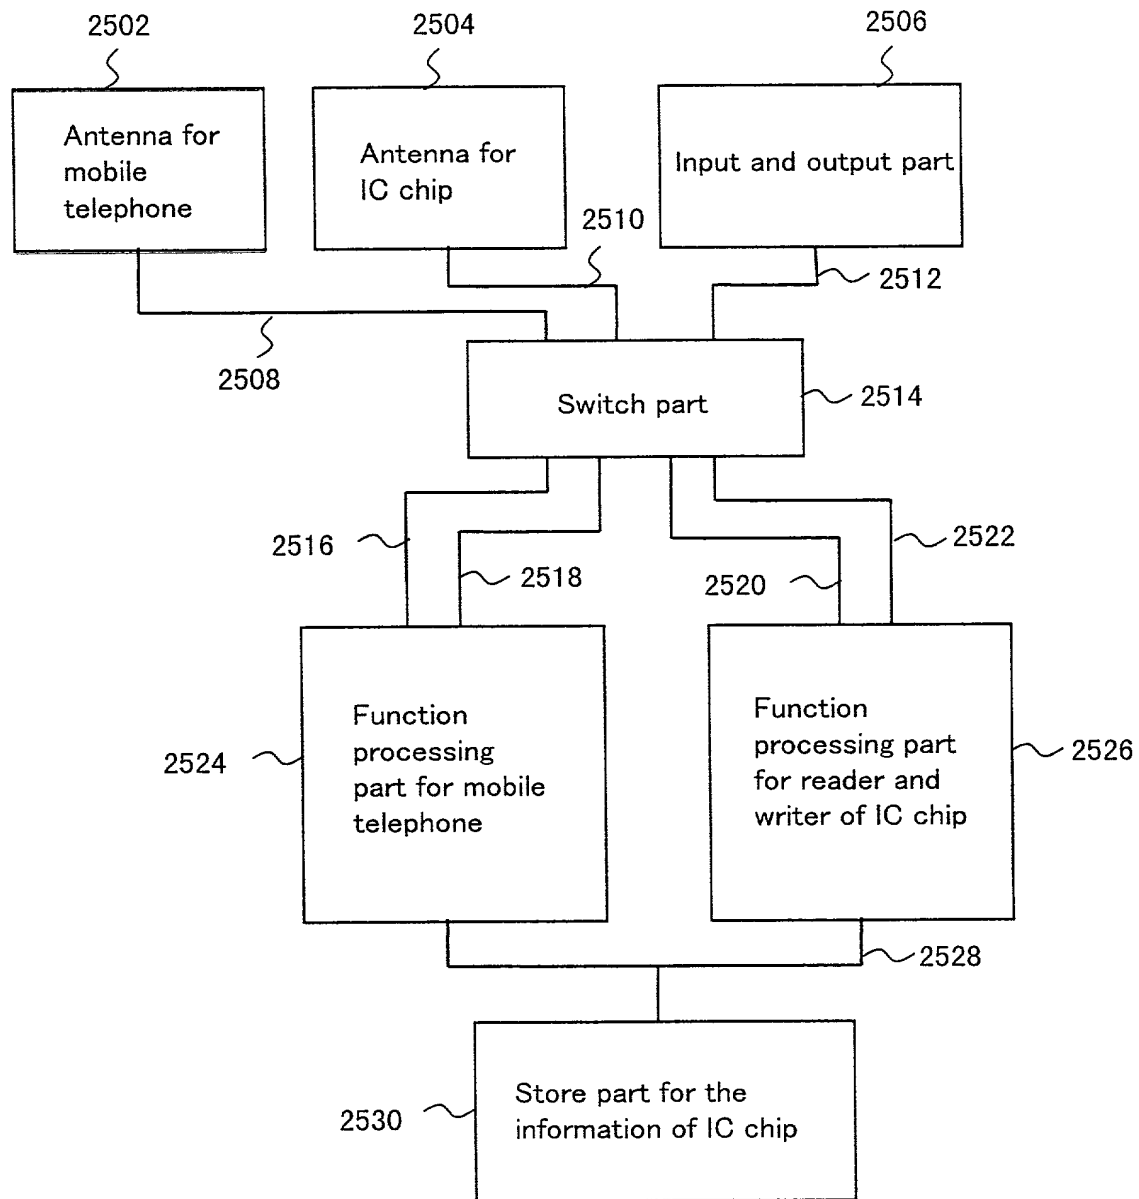 2502
2504
2506
Antenna for
mobile
telephone
Antenna for
IC chip
Input and output part
2510
2512
2508
Switch part
2514
2516
2518
2520
2522
2524
Function
processing
part for mobile
telephone
Function
processing part
for reader and
writer of IC chip
2526
2528
2530
Store part for the
information of IC chip